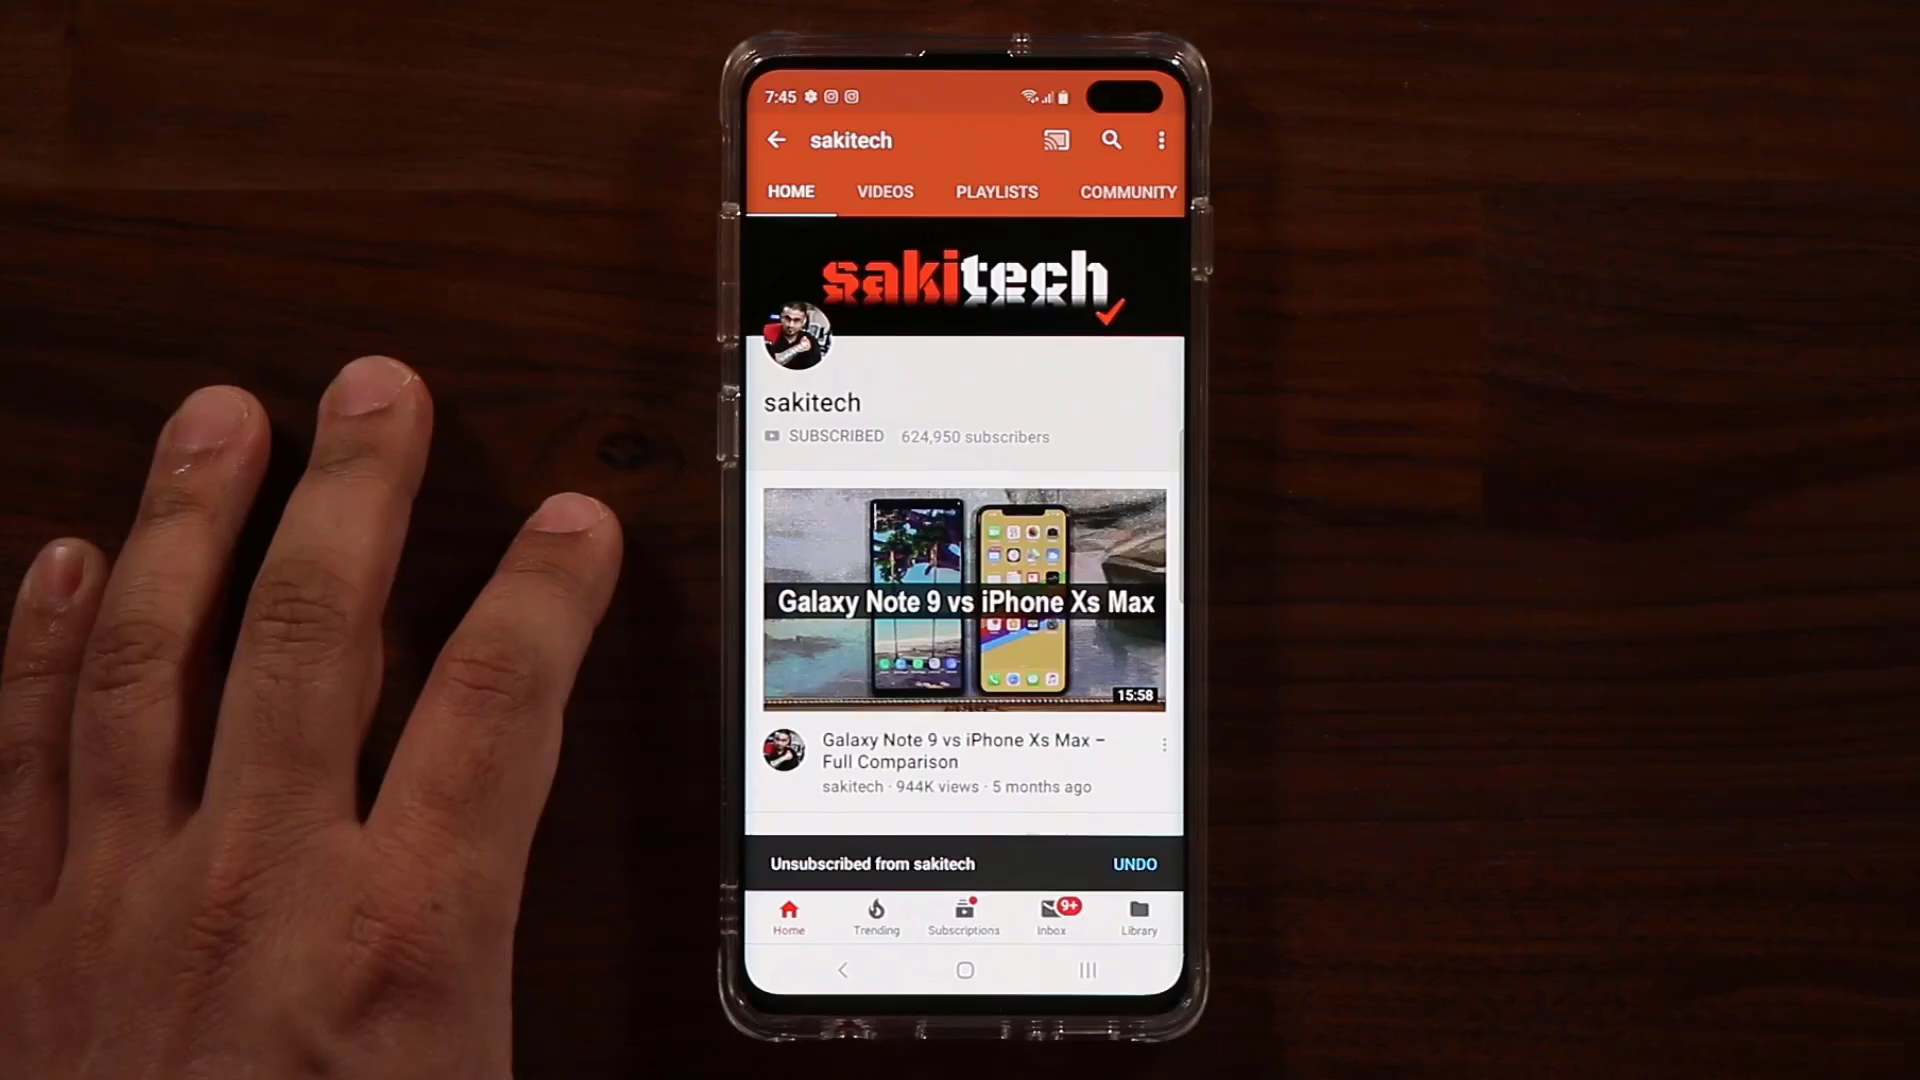 7:45
sakitech
HOME VIDEOS PLAYLISTS COMMUNITY
sakitech
sakitech
SUBSCRIBED 624,950 subscribers
Galaxy Note 9 vs iPhone Xs Max
15:58
Galaxy Note 9 vs iPhone Xs Max –
Full Comparison
sakitech · 944K views · 5 months ago
Unsubscribed from sakitech UNDO
9+
Home Trending Subscriptions Inbox Library